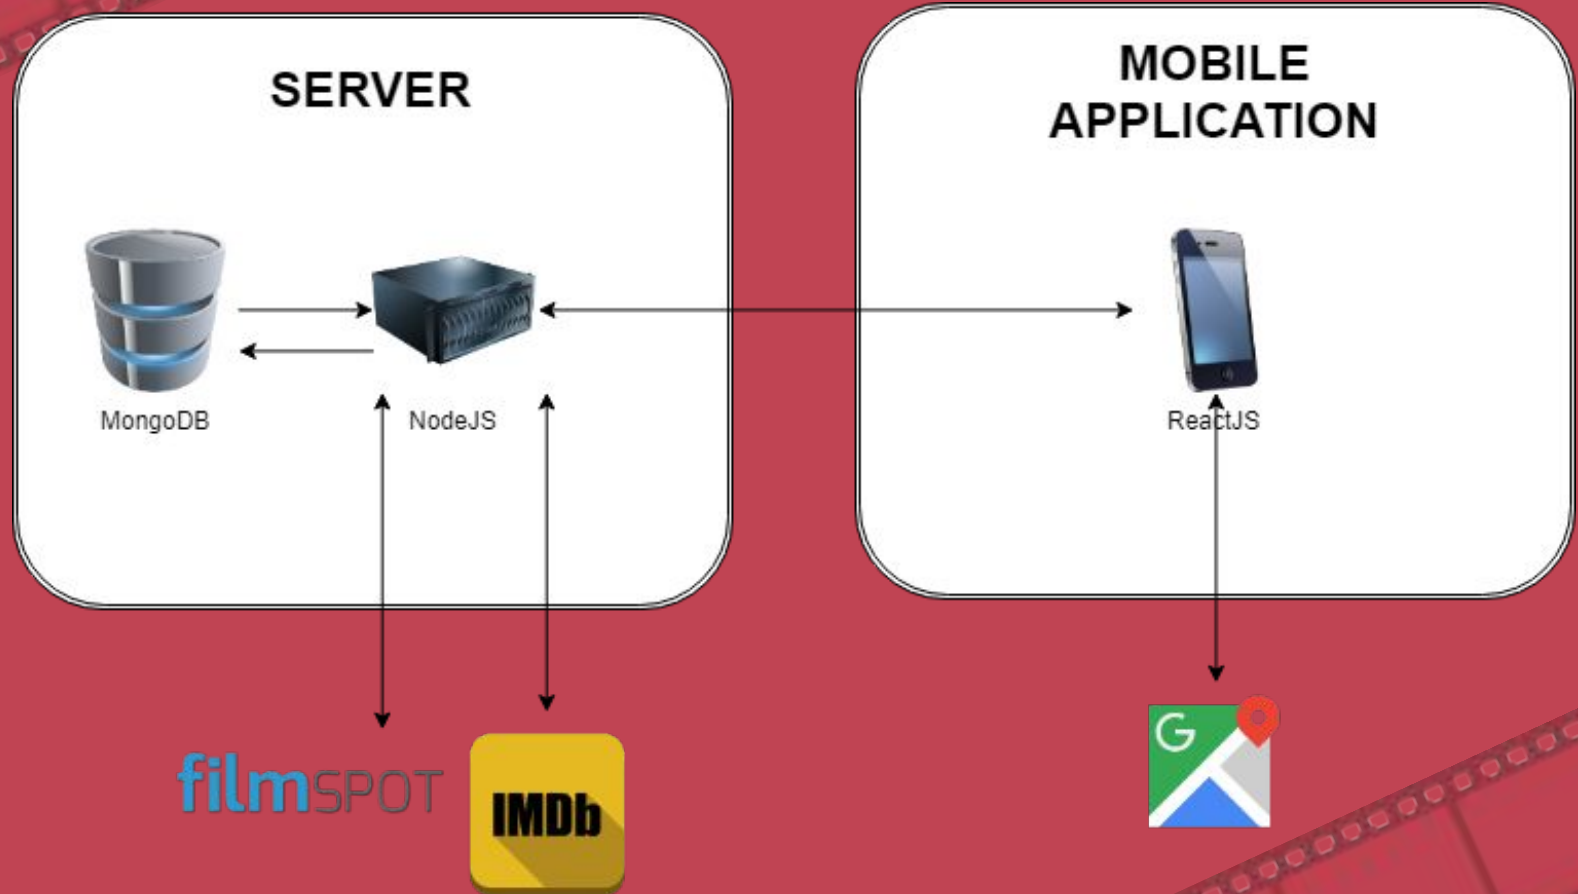 SERVER
MOBILE
APPLICATION
MongoDB
NodeJS
ReactJS
filmSPOT
IMDb
G